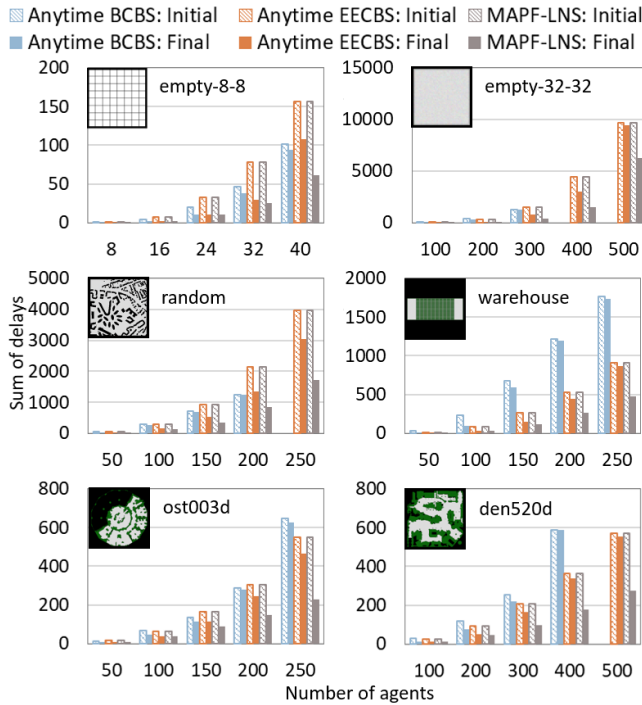 Anytime BCBS: Initial Anytime EECBS: Initial MAPF-LNS: Initial
Anytime BCBS: Final Anytime EECBS: Final MAPF-LNS: Final
Sum of delays
empty-8-8
200
150
100
50
0
8 16 24 32 40
empty-32-32
15000
10000
5000
0
100 200 300 400 500
random
5000
4000
3000
2000
1000
0
50 100 150 200 250
warehouse
2000
1500
1000
500
0
50 100 150 200 250
ost003d
800
600
400
200
0
50 100 150 200 250
den520d
800
600
400
200
0
100 200 300 400 500
Number of agents